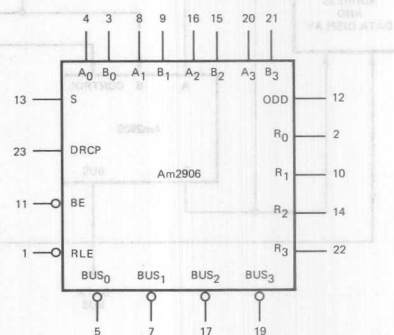 4 3 8 9 16 15 20 21
A0 B0 A1 B1 A2 B2 A3 B3
13 S ODD 12
R0 2
23 DRCP
Am2906
R1 10
11 BE R2 14
1 RLE R3 22
BUS0 BUS1 BUS2 BUS3
5 7 17 19